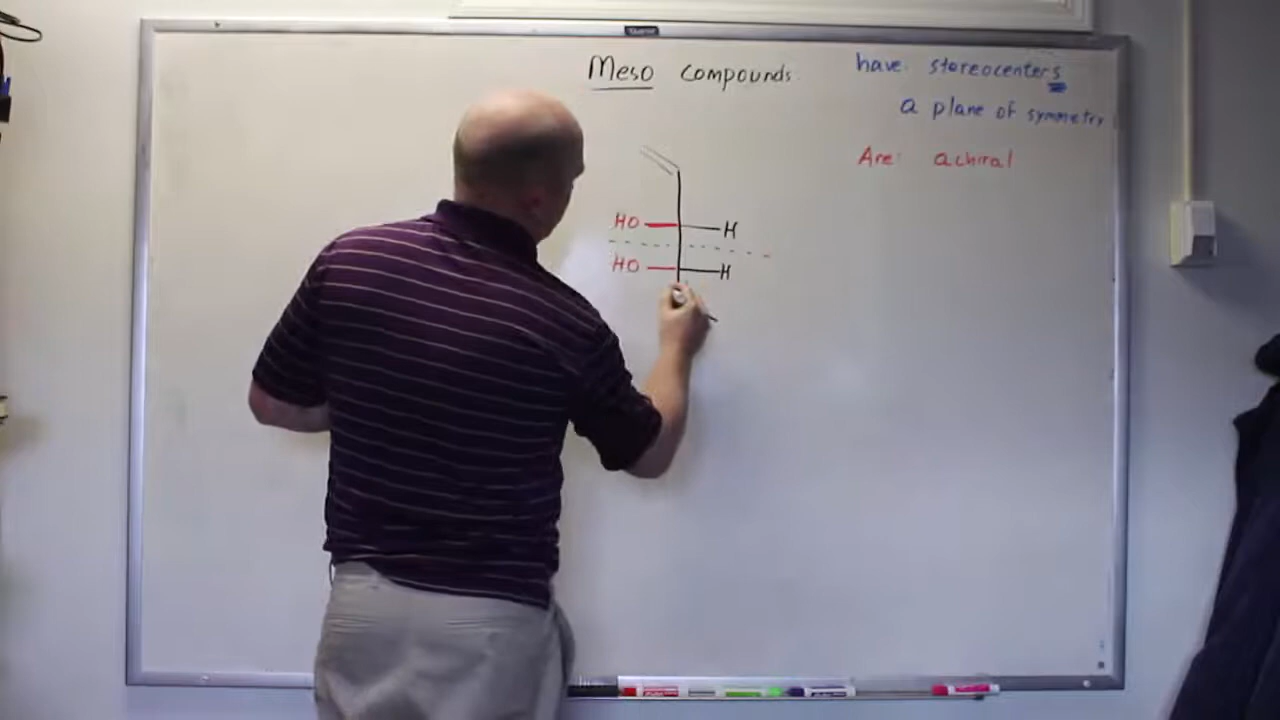 Meso compounds
have: stereocenters
a plane of symmetry
Are: achiral
HO H
HO H